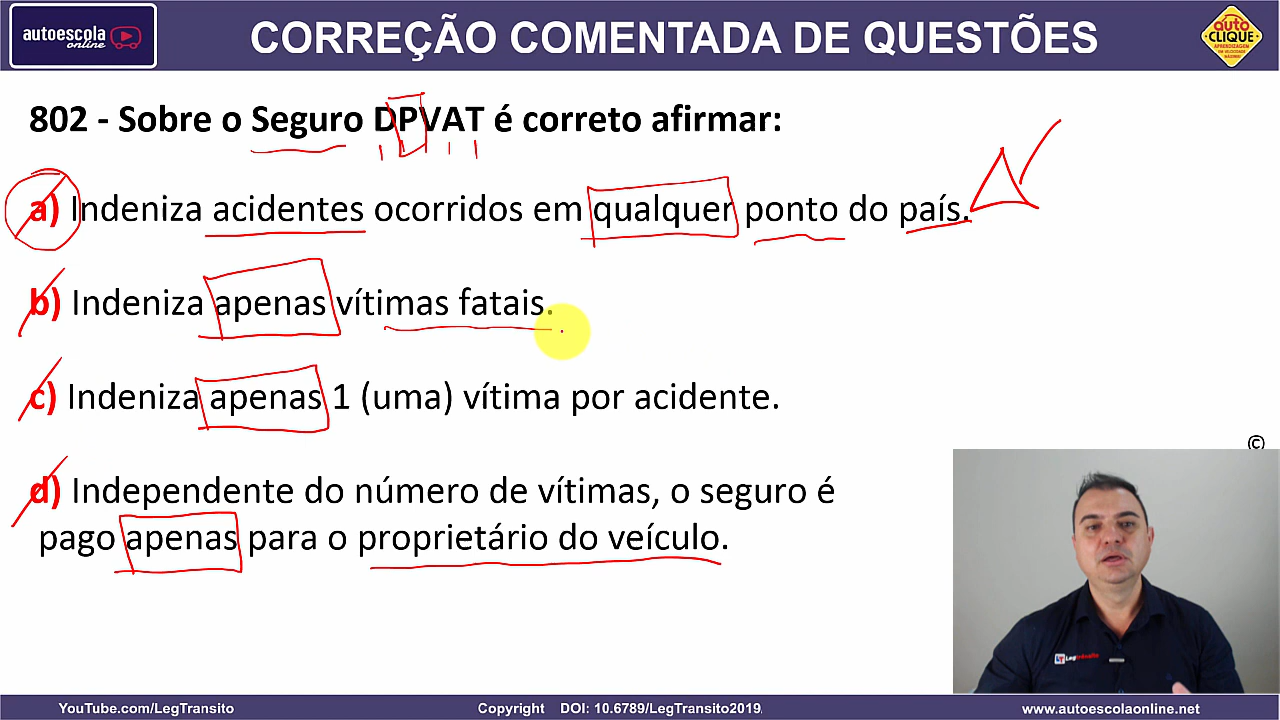 autoescola
online
CORREÇÃO COMENTADA DE QUESTÕES
auto
CLIQUE
802 - Sobre o Seguro DPVAT é correto afirmar:
a) Indeniza acidentes ocorridos em qualquer ponto do país.
b) Indeniza apenas vítimas fatais.
c) Indeniza apenas 1 (uma) vítima por acidente.
d) Independente do número de vítimas, o seguro é
pago apenas para o proprietário do veículo.
©
LT Legtrânsito
YouTube.com/LegTransito
Copyright DOI: 10.6789/LegTransito2019
www.autoescolaonline.net